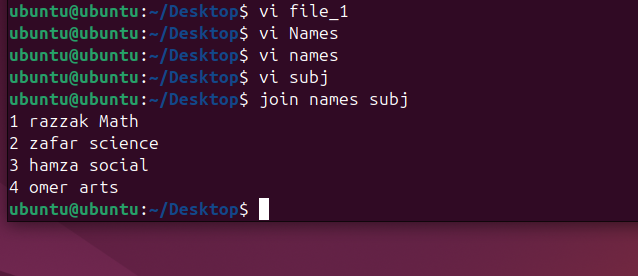 ubuntu@ubuntu:~/Desktop$ vi file_1
ubuntu@ubuntu:~/Desktop$ vi Names
ubuntu@ubuntu:~/Desktop$ vi names
ubuntu@ubuntu:~/Desktop$ vi subj
ubuntu@ubuntu:~/Desktop$ join names subj
1 razzak Math
2 zafar science
3 hamza social
4 omer arts
ubuntu@ubuntu:~/Desktop$